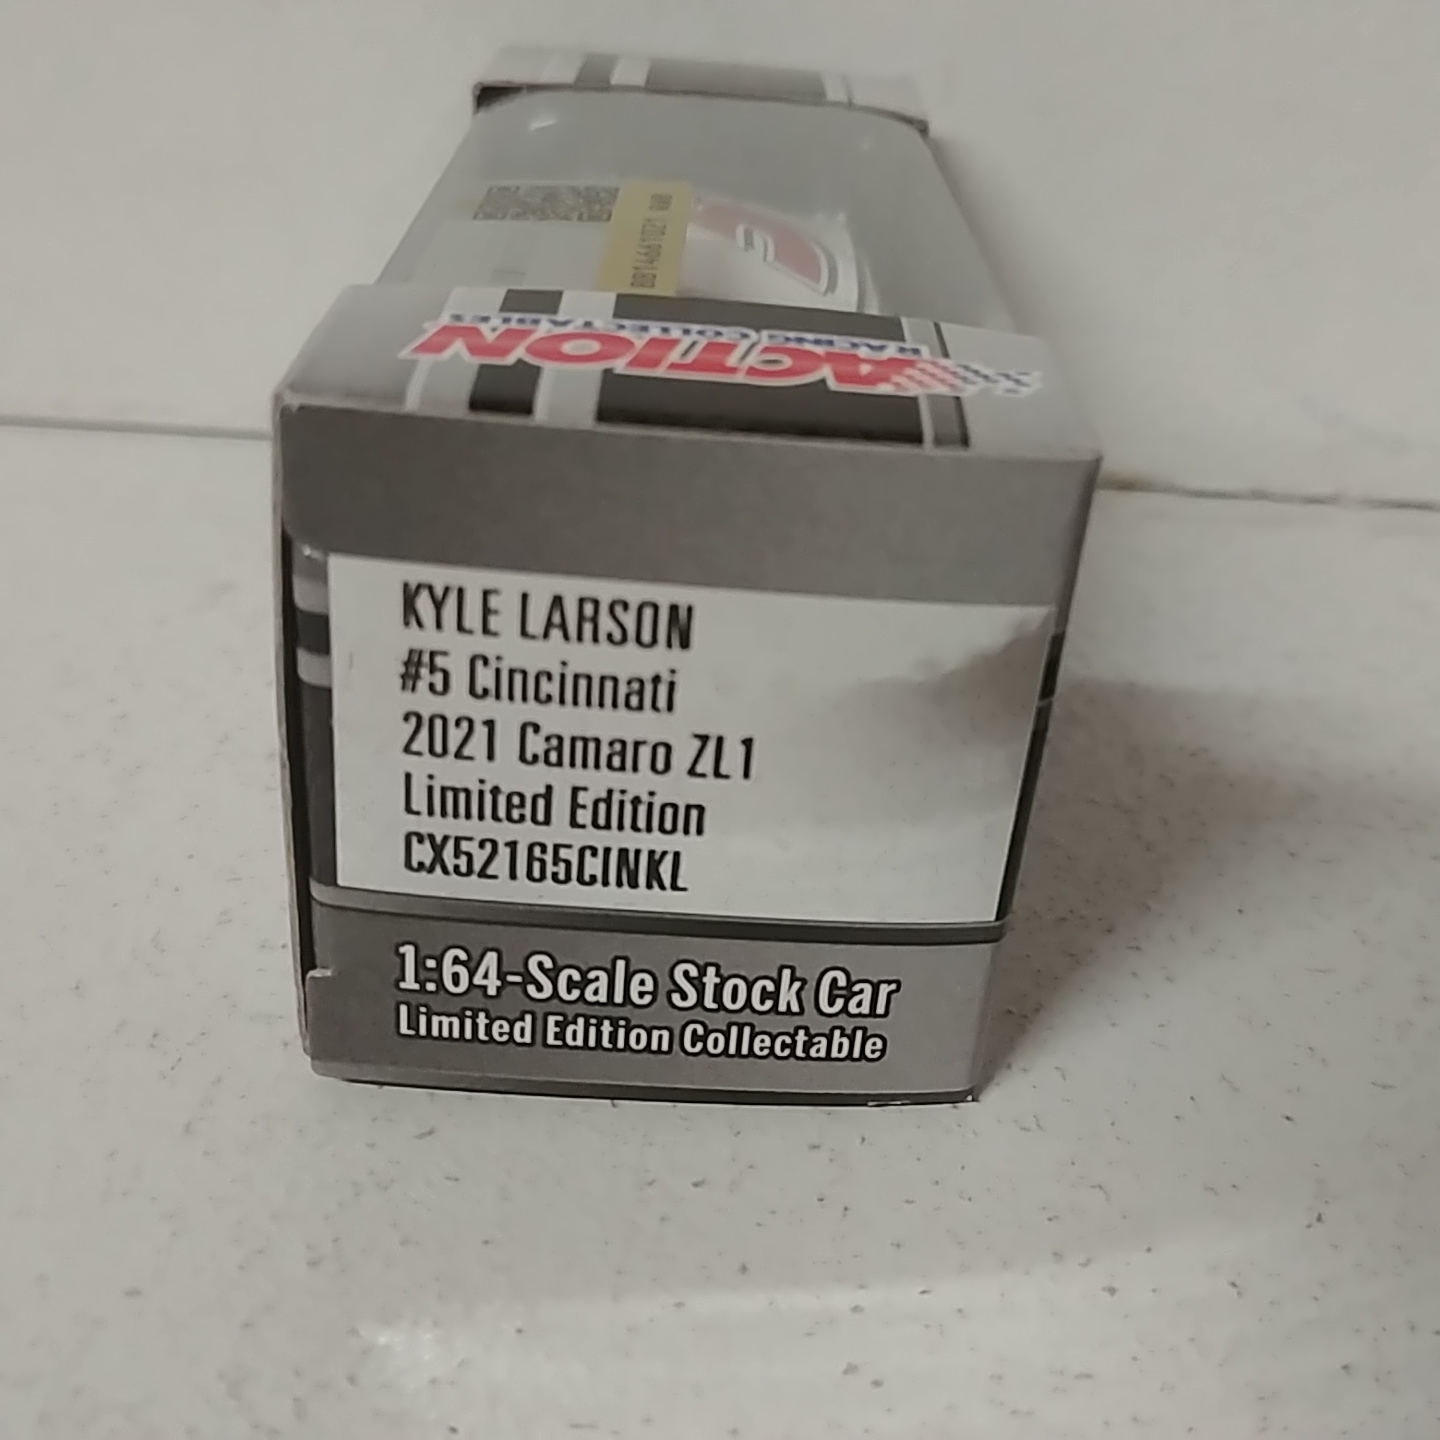 ACTION
RACING COLLECTABLES
KYLE LARSON
#5 Cincinnati
2021 Camaro ZL1
Limited Edition
CX52165CINKL
1:64-Scale Stock Car
Limited Edition Collectable